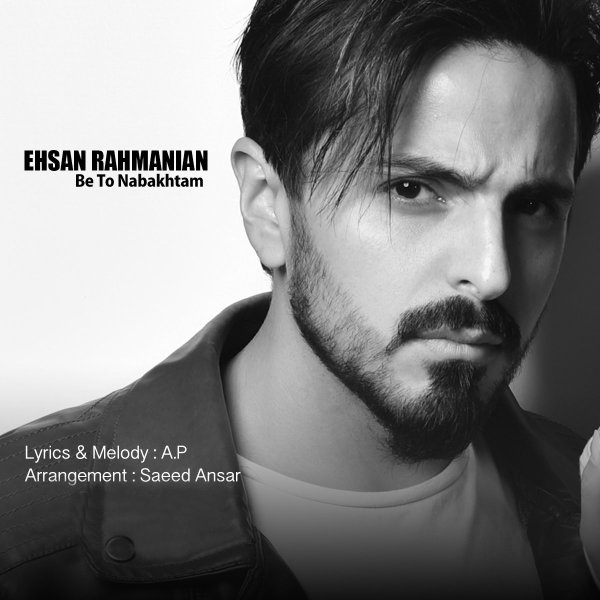 EHSAN RAHMANIAN
Be To Nabakhtam
Lyrics & Melody : A.P
Arrangement : Saeed Ansar